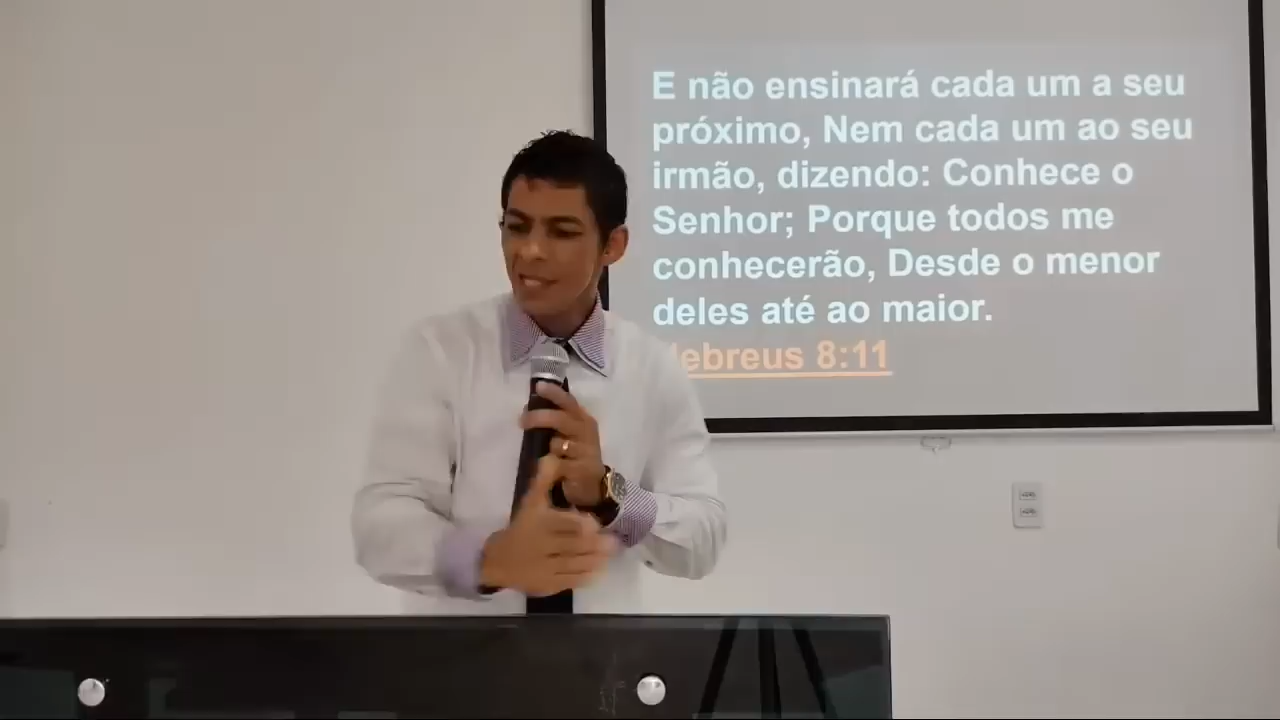 E não ensinará cada um a seu
próximo, Nem cada um ao seu
irmão, dizendo: Conhece o
Senhor; Porque todos me
conhecerão, Desde o menor
deles até ao maior.
ebreus 8:11